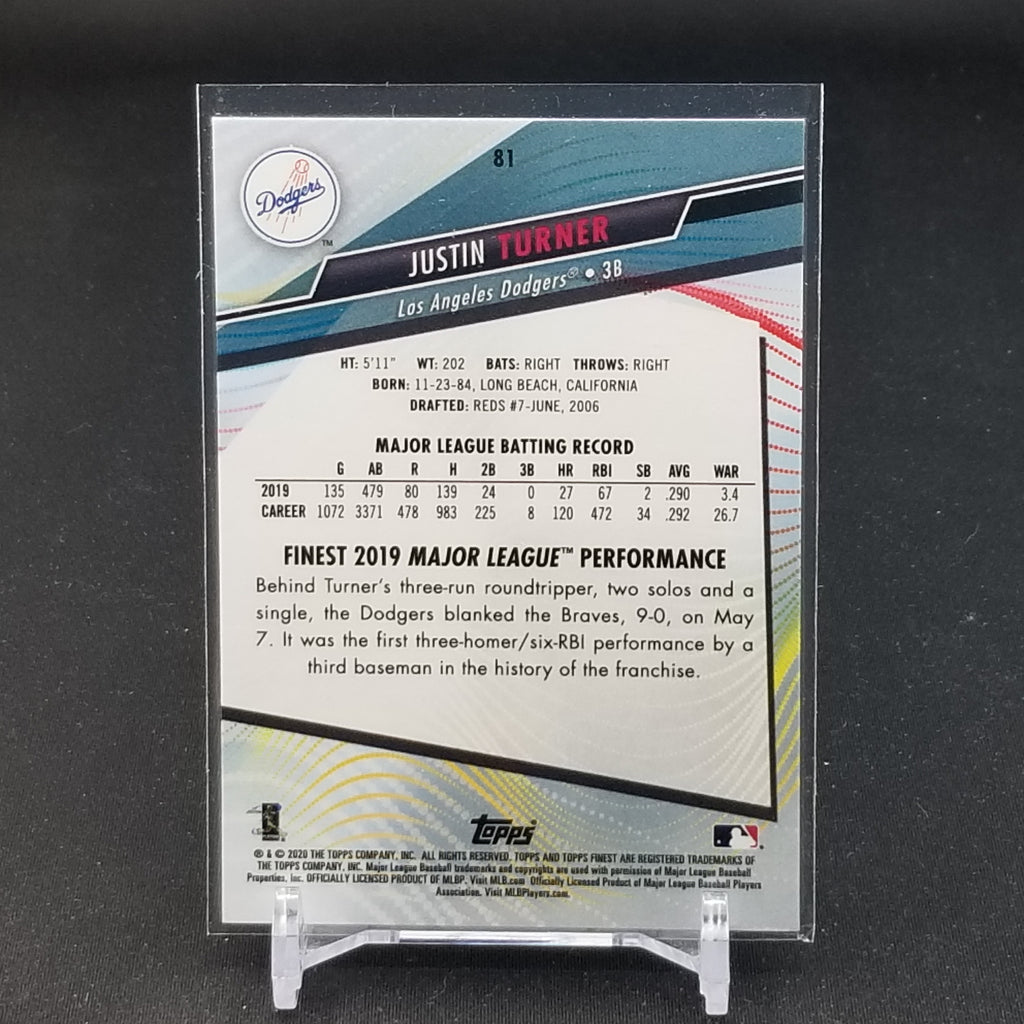 81
Dodgers
TM
JUSTIN TURNER
Los Angeles Dodgers® • 3B
HT: 5'11" WT: 202 BATS: RIGHT THROWS: RIGHT
BORN: 11-23-84, LONG BEACH, CALIFORNIA
DRAFTED: REDS #7-JUNE, 2006
MAJOR LEAGUE BATTING RECORD
G AB R H 2B 3B HR RBI SB AVG WAR
2019 135 479 80 139 24 0 27 67 2 .290 3.4
CAREER 1072 3371 478 983 225 8 120 472 34 .292 26.7
FINEST 2019 MAJOR LEAGUE™ PERFORMANCE
Behind Turner's three-run roundtripper, two solos and a
single, the Dodgers blanked the Braves, 9-0, on May
7. It was the first three-homer/six-RBI performance by a
third baseman in the history of the franchise.
topps
® & © 2020 THE TOPPS COMPANY, INC. ALL RIGHTS RESERVED. TOPPS AND TOPPS FINEST ARE REGISTERED TRADEMARKS OF
THE TOPPS COMPANY, INC. Major League Baseball trademarks and copyrights are used with permission of Major League Baseball
Properties, Inc. OFFICIALLY LICENSED PRODUCT OF MLBP. Visit MLB.com Officially Licensed Product of Major League Baseball Players
Association. Visit MLBPlayers.com.